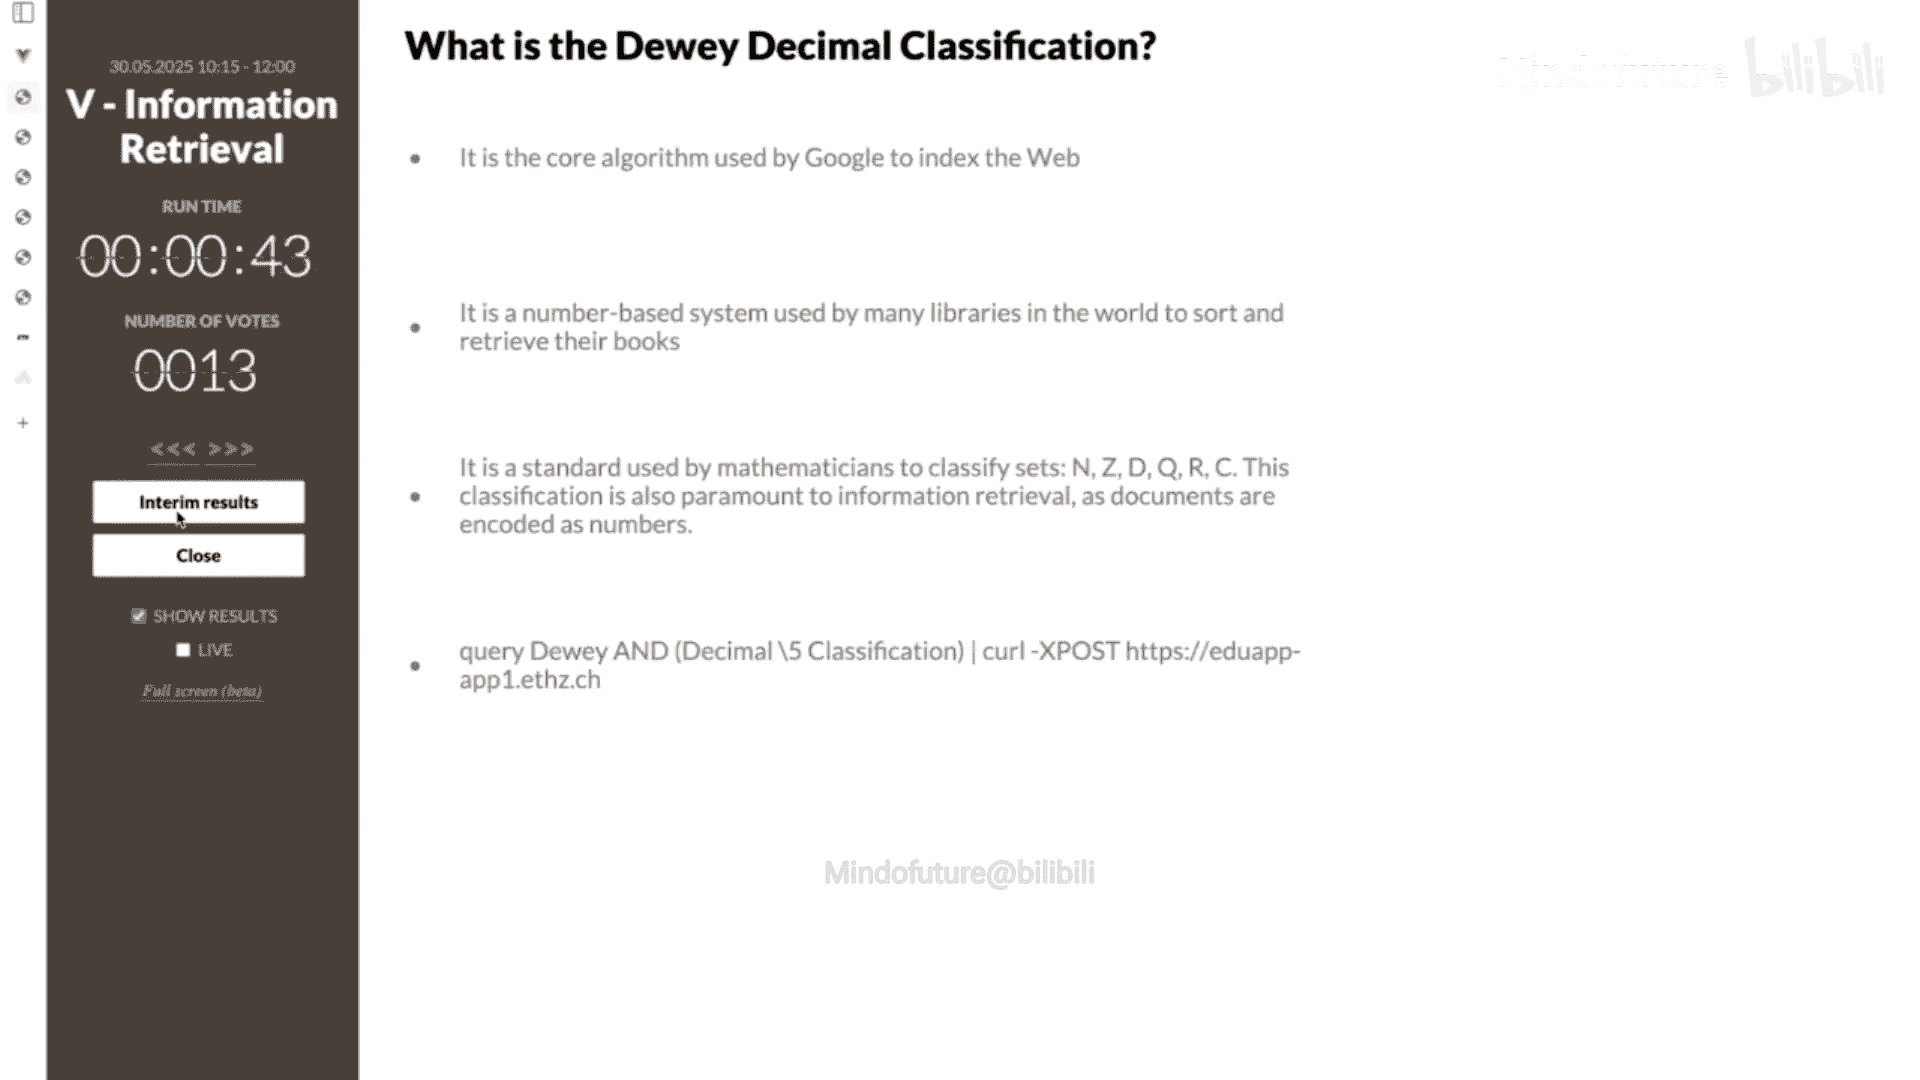 30.05.2025 10:15 - 12:00
V - Information
Retrieval
RUN TIME
00:00:43
NUMBER OF VOTES
0013
<<< >>>
Interim results
Close
SHOW RESULTS
LIVE
Full screen (beta)
What is the Dewey Decimal Classification?
It is the core algorithm used by Google to index the Web
It is a number-based system used by many libraries in the world to sort and
retrieve their books
It is a standard used by mathematicians to classify sets: N, Z, D, Q, R, C. This
classification is also paramount to information retrieval, as documents are
encoded as numbers.
query Dewey AND (Decimal \5 Classification) | curl -XPOST https://eduapp-
app1.ethz.ch
Mindofuture bilibili
Mindofuture@bilibili